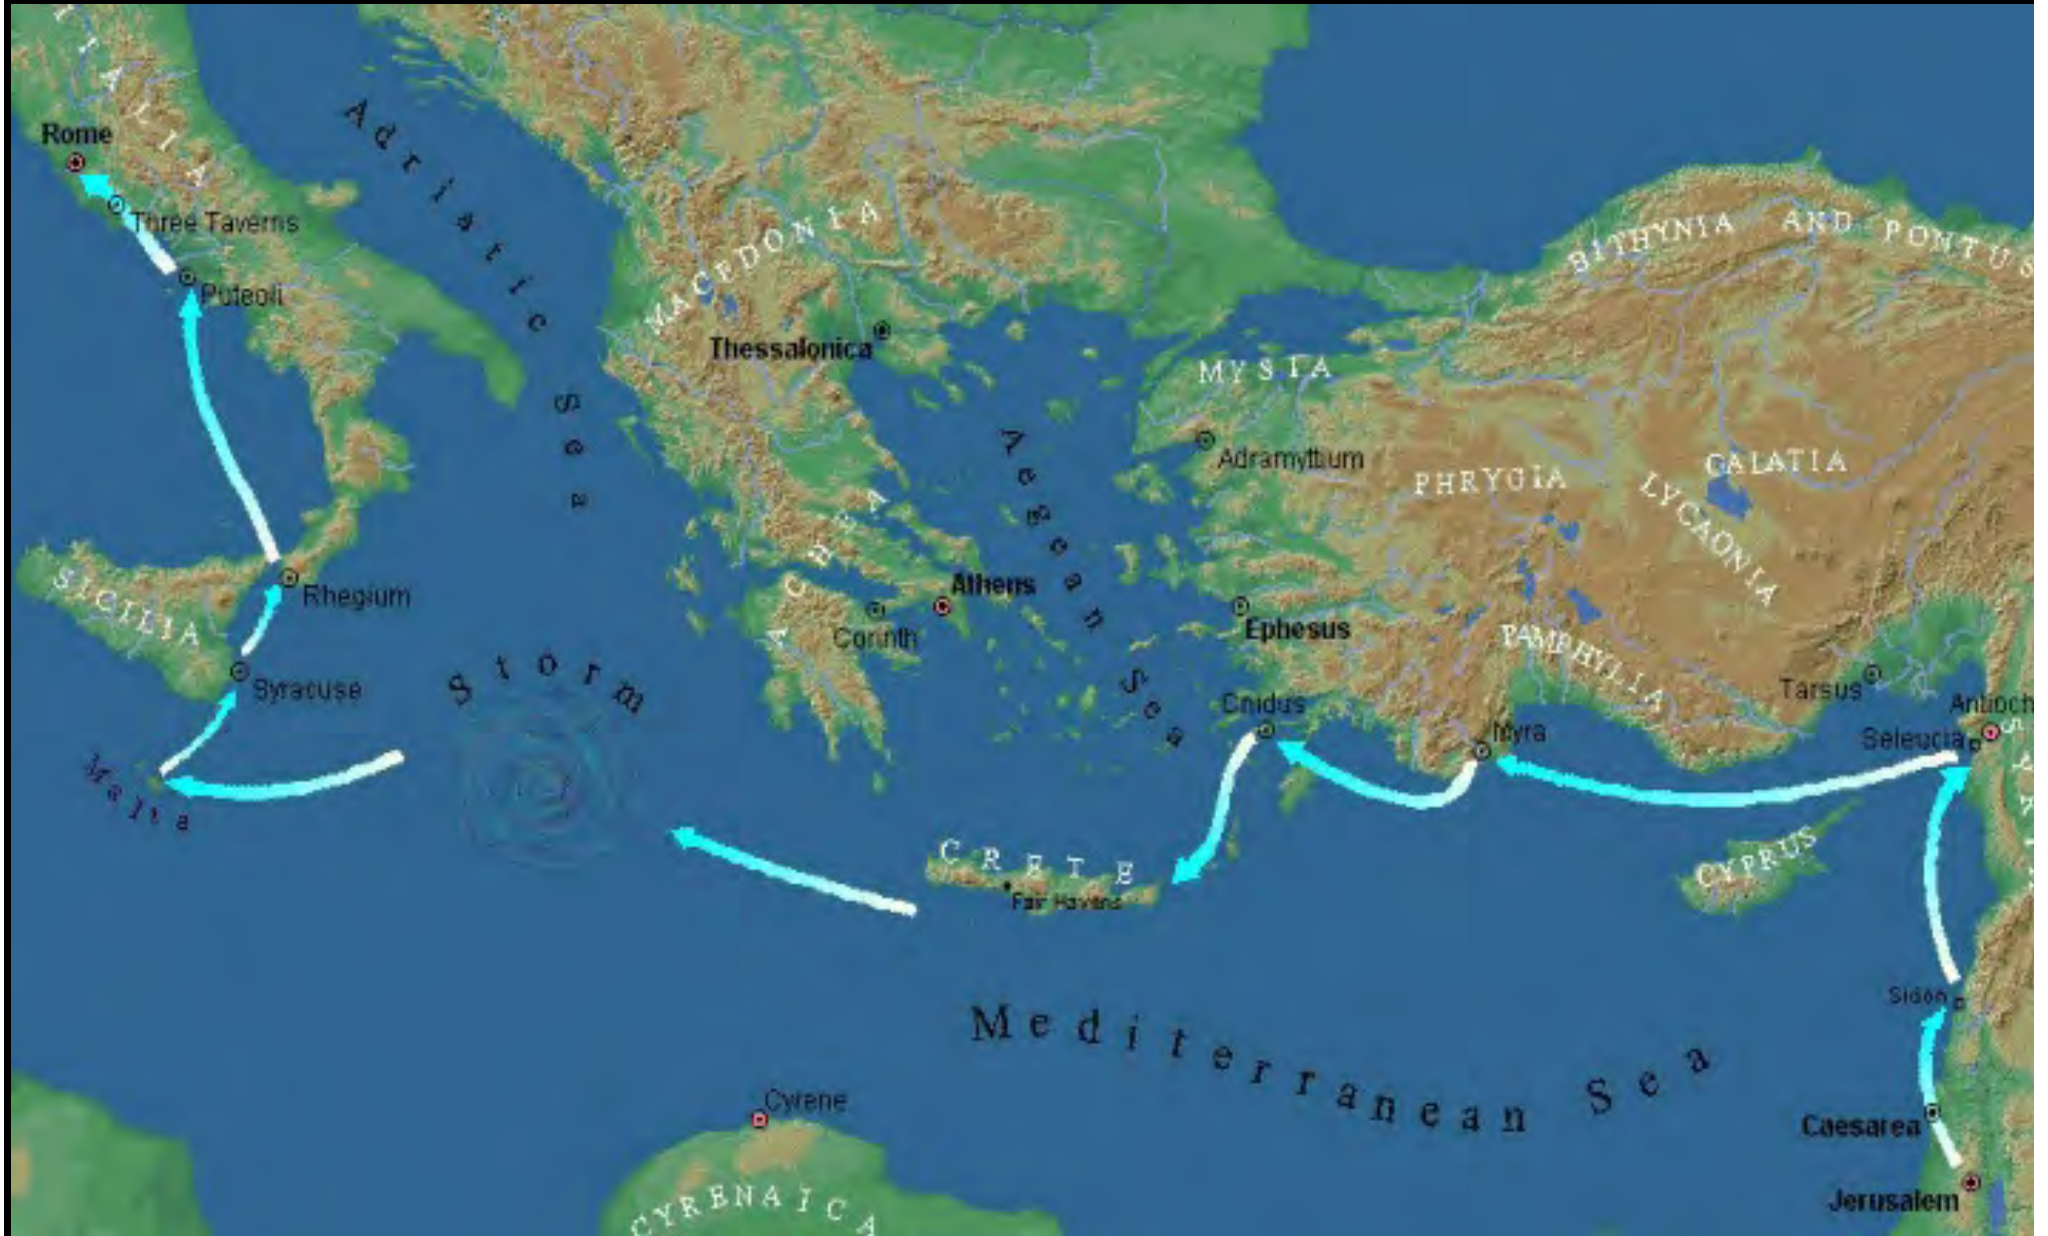 ITALIA
Rome
Three Taverns
Puteoli
Adriatic Sea
MACEDONIA
Thessalonica
BITHYNIA AND PONTUS
MYSIA
Adramyttium
Aegean Sea
PHRYGIA
GALATIA
LYCAONIA
ACHEA
Athens
Corinth
Ephesus
PAMPHYLIA
Tarsus
Antioch
Seleucia
SICILIA
Rhegium
Syracuse
Storm
Malta
Cnidus
Myra
CRETE
Fair Havens
CYPRUS
Sidon
Mediterranean Sea
Caesarea
Jerusalem
Cyrene
CYRENAICA